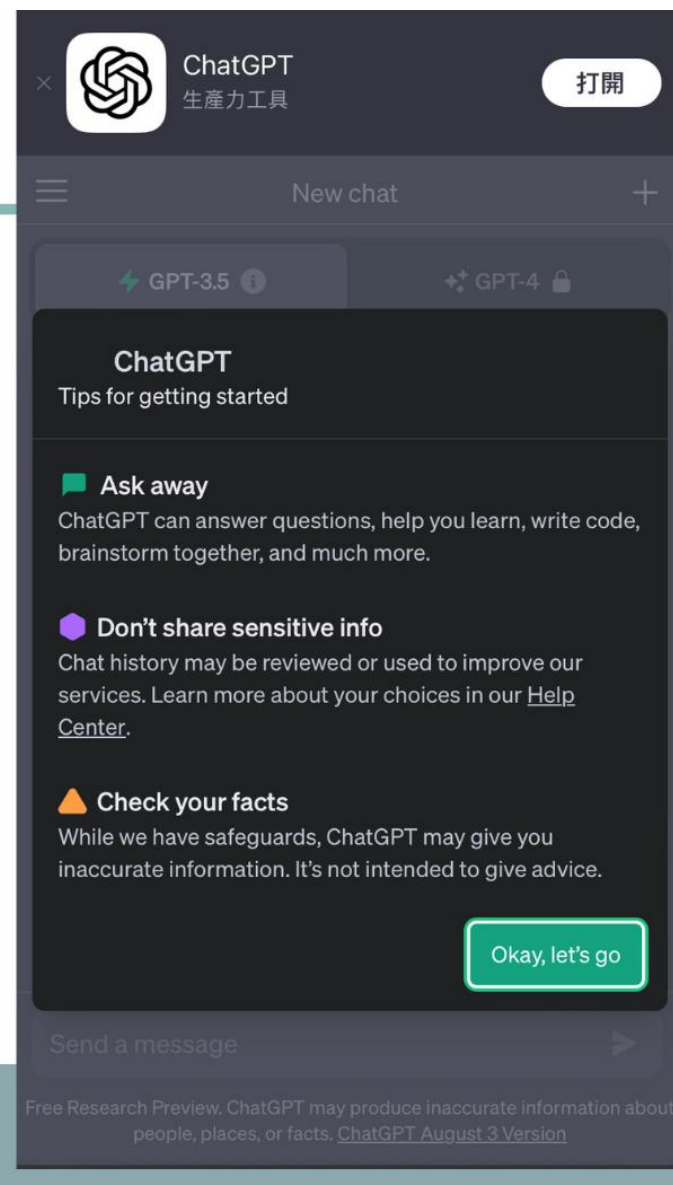 ChatGPT
生產力工具
打開
New chat
GPT-3.5
GPT-4
ChatGPT
Tips for getting started
Ask away
ChatGPT can answer questions, help you learn, write code,
brainstorm together, and much more.
Don't share sensitive info
Chat history may be reviewed or used to improve our
services. Learn more about your choices in our Help
Center.
Check your facts
While we have safeguards, ChatGPT may give you
inaccurate information. It's not intended to give advice.
Okay, let's go
Send a message
Free Research Preview. ChatGPT may produce inaccurate information about
people, places, or facts. ChatGPT August 3 Version